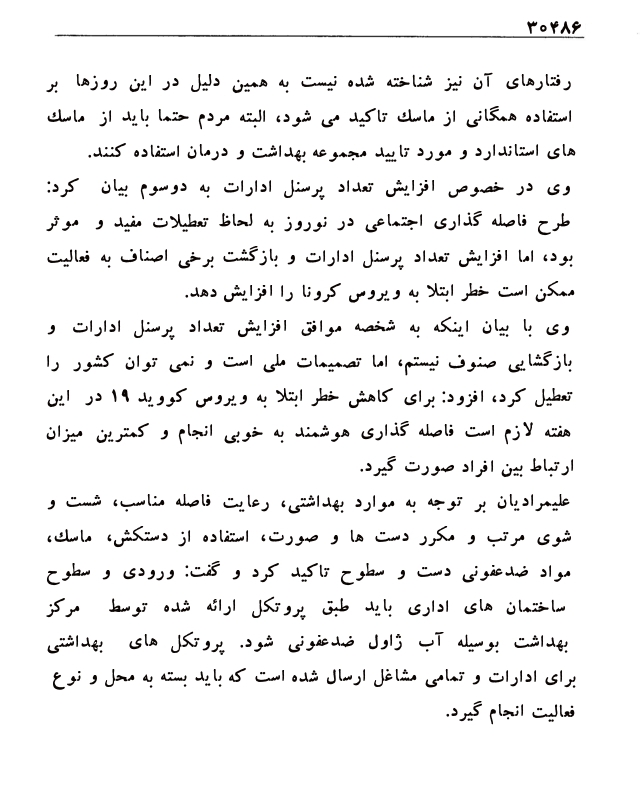 ۳۰۴۸۶
رفتارهای آن نیز شناخته شده نیست به همین دلیل در این روزها بر
استفاده همگانی از ماسك تاکید می شود، البته مردم حتما باید از ماسك
های استاندارد و مورد تایید مجموعه بهداشت و درمان استفاده کنند.
وی در خصوص افزایش تعداد پرسنل ادارات به دوسوم بیان کرد:
طرح فاصله گذاری اجتماعی در نوروز به لحاظ تعطیلات مفید و موثر
بود، اما افزایش تعداد پرسنل ادارات و بازگشت برخی اصناف به فعالیت
ممکن است خطر ابتلا به ویروس کرونا را افزایش دهد.
وی با بیان اینکه به شخصه موافق افزایش تعداد پرسنل ادارات و
بازگشایی صنوف نیستم، اما تصمیمات ملی است و نمی توان کشور را
تعطیل کرد، افزود: برای کاهش خطر ابتلا به ویروس کووید ۱۹ در این
هفته لازم است فاصله گذاری هوشمند به خوبی انجام و کمترین میزان
ارتباط بین افراد صورت گیرد.
علیمرادیان بر توجه به موارد بهداشتی، رعایت فاصله مناسب، شست و
شوی مرتب و مکرر دست ها و صورت، استفاده از دستکش، ماسك،
مواد ضدعفونی دست و سطوح تاکید کرد و گفت: ورودی و سطوح
ساختمان های اداری باید طبق پروتکل ارائه شده توسط مرکز
بهداشت بوسیله آب ژاول ضدعفونی شود. پروتکل های بهداشتی
برای ادارات و تمامی مشاغل ارسال شده است که باید بسته به محل و نوع
فعالیت انجام گیرد.